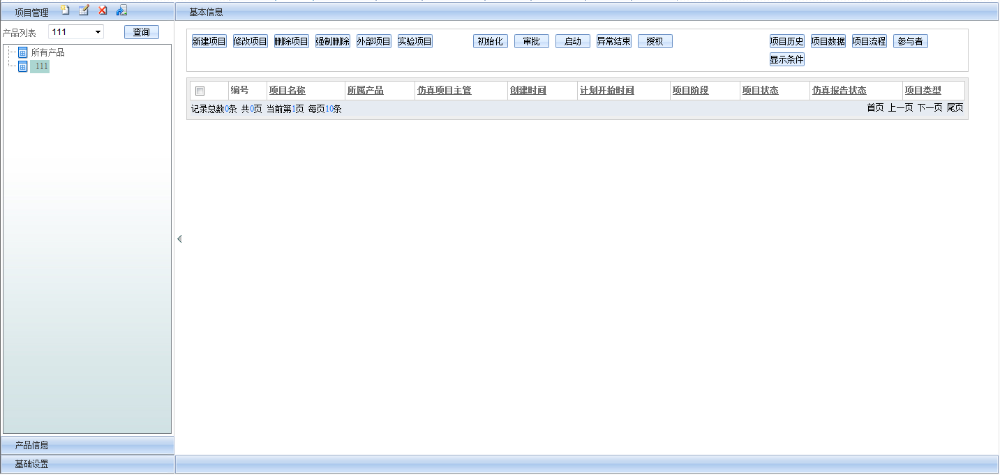 项目管理
基本信息
产品列表 111 查询
所有产品
111
新建项目 修改项目 删除项目 强制删除 外部项目 实验项目 初始化 审批 启动 异常结束 授权 项目历史 项目数据 项目流程 参与者
显示条件
编号 项目名称 所属产品 仿真项目主管 创建时间 计划开始时间 项目阶段 项目状态 仿真报告状态 项目类型
记录总数0条 共0页 当前第1页 每页10条 首页 上一页 下一页 尾页
产品信息
基础设置